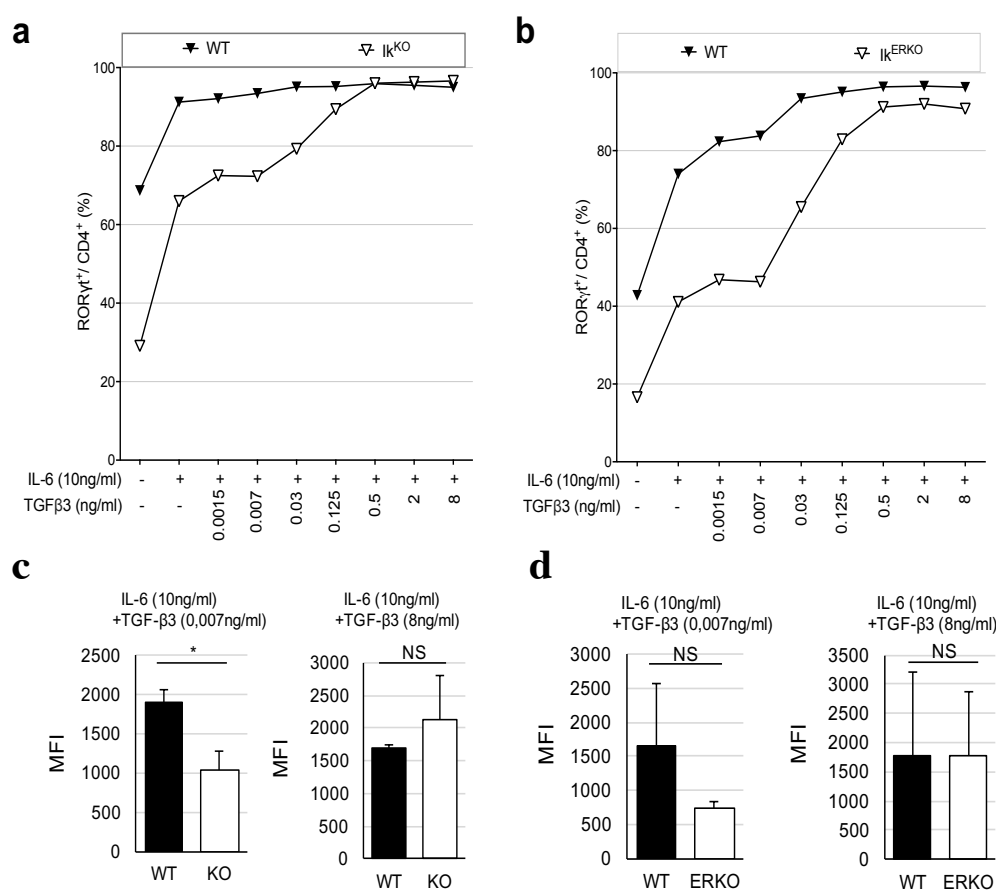 a
WT IkKO
100
80
60
40
20
0
RORγt+/ CD4+ (%)
IL-6 (10ng/ml) - + + + + + + + +
TGFβ3 (ng/ml) - - 0.0015 0.007 0.03 0.125 0.5 2 8
b
WT IkERKO
100
80
60
40
20
0
RORγt+/ CD4+ (%)
IL-6 (10ng/ml) - + + + + + + + +
TGFβ3 (ng/ml) - - 0.0015 0.007 0.03 0.125 0.5 2 8
c
IL-6 (10ng/ml)
+TGF-β3 (0,007ng/ml)
*
2500
2000
1500
1000
500
0
MFI
WT KO
IL-6 (10ng/ml)
+TGF-β3 (8ng/ml)
NS
3000
2500
2000
1500
1000
500
0
MFI
WT KO
d
IL-6 (10ng/ml)
+TGF-β3 (0,007ng/ml)
NS
3000
2500
2000
1500
1000
500
0
MFI
WT ERKO
IL-6 (10ng/ml)
+TGF-β3 (8ng/ml)
NS
3500
3000
2500
2000
1500
1000
500
0
MFI
WT ERKO